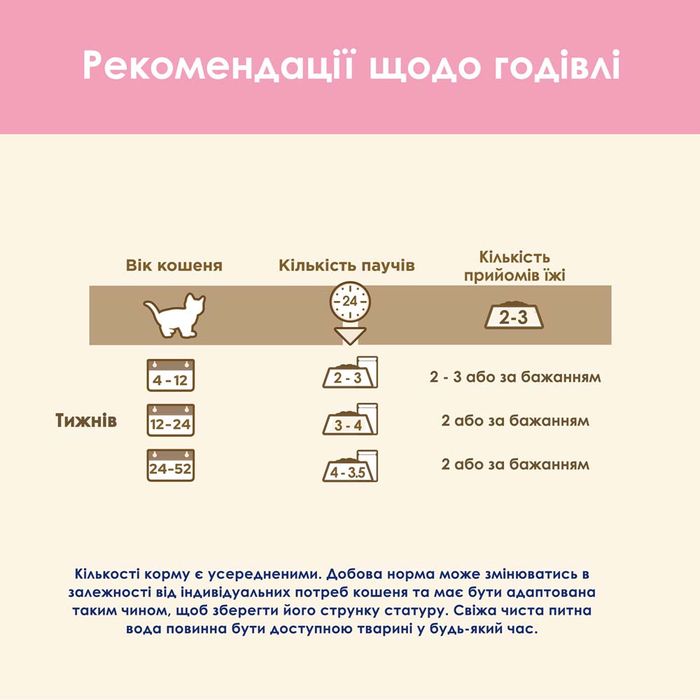 Рекомендації щодо годівлі
Вік кошеня
Кількість паучів
Кількість
прийомів їжі
24
2-3
4 - 12
2 - 3
2 - 3 або за бажанням
Тижнів
12-24
3 - 4
2 або за бажанням
24-52
4 - 3.5
2 або за бажанням
Кількості корму є усередненими. Добова норма може змінюватись в
залежності від індивідуальних потреб кошеня та має бути адаптована
таким чином, щоб зберегти його струнку статуру. Свіжа чиста питна
вода повинна бути доступною тварині у будь-який час.